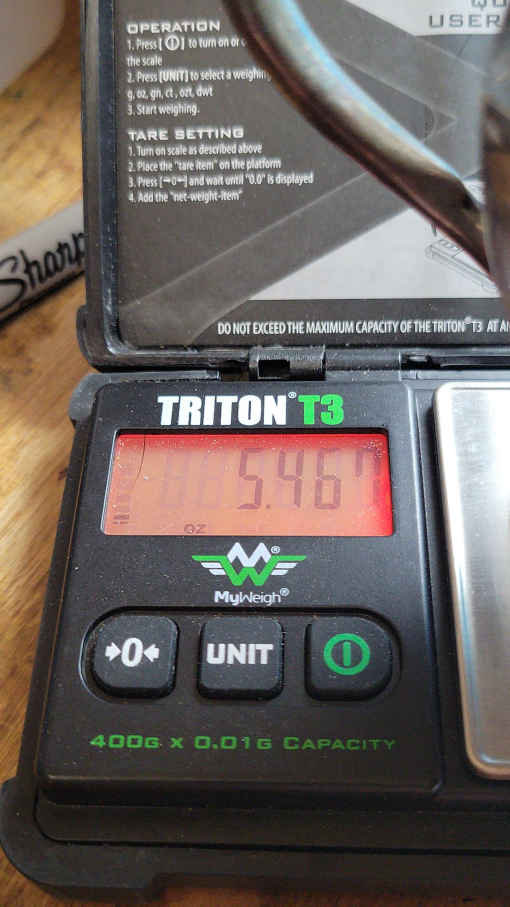 USER
OPERATION
1. Press [ ] to turn on or
the scale
2. Press [UNIT] to select a weighing
g, oz, gn, ct , ozt, dwt
3. Start weighing.
TARE SETTING
1. Turn on scale as described above
2. Place the "tare item" on the platform
3. Press [→0←] and wait until "0.0" is displayed
4. Add the "net-weight-item"
Sharp
DO NOT EXCEED THE MAXIMUM CAPACITY OF THE TRITON® T3 AT
TRITON® T3
5.467
OZ
MyWeigh®
→0←
UNIT
400G X 0.01G CAPACITY